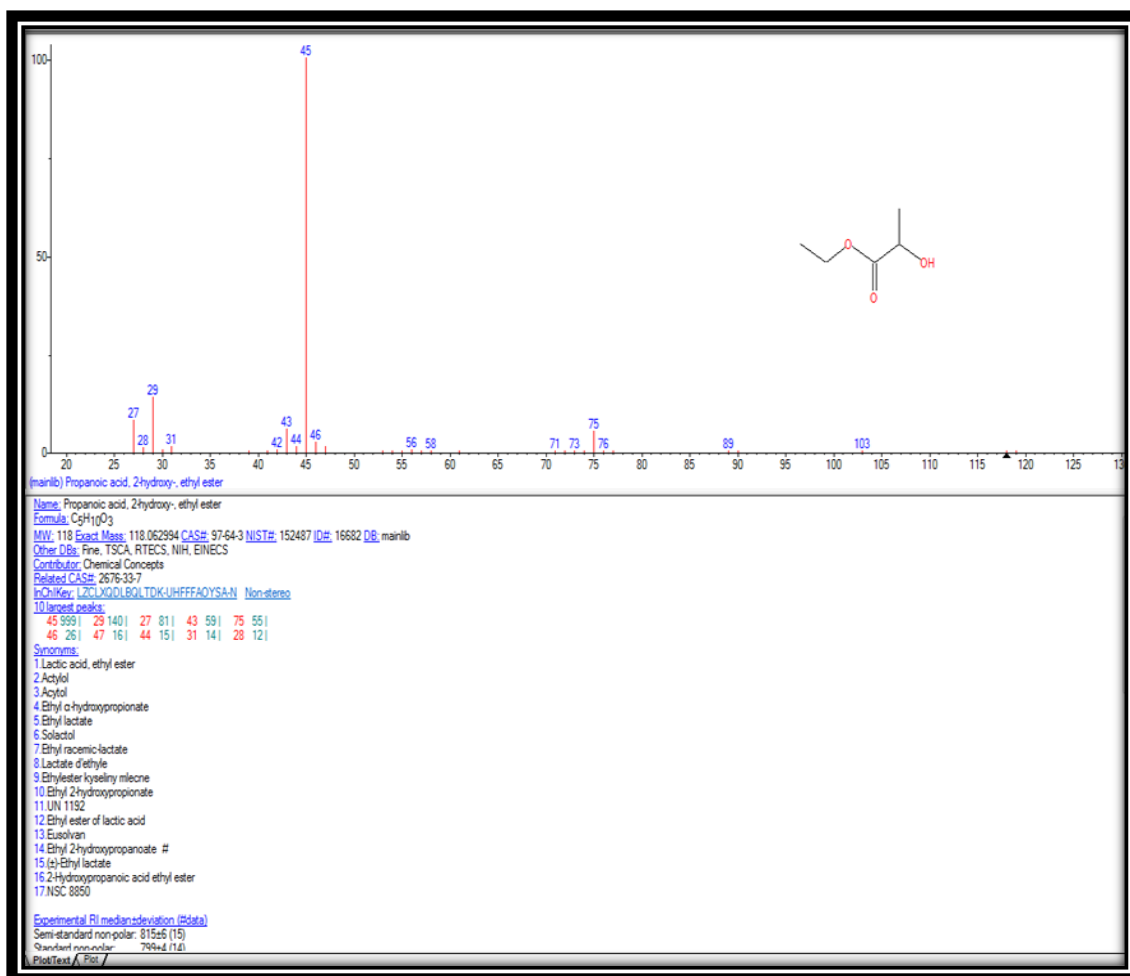 100
45
50
29
27
28
31
43
42
44
46
56
58
71
73
75
76
89
103
O
OH
O
0
20 25 30 35 40 45 50 55 60 65 70 75 80 85 90 95 100 105 110 115 120 125 13
(mainlib) Propanoic acid, 2-hydroxy-, ethyl ester
Name: Propanoic acid, 2-hydroxy-, ethyl ester
Formula: C5H10O3
MW: 118 Exact Mass: 118.062994 CAS#: 97-64-3 NIST#: 152487 ID#: 16682 DB: mainlib
Other DBs: Fine, TSCA, RTECS, NIH, EINECS
Contributor: Chemical Concepts
Related CAS#: 2676-33-7
InChIKey: LZCLXQDLBQLTDK-UHFFFAOYSA-N Non-stereo
10 largest peaks:
45 999 | 29 140 | 27 81 | 43 59 | 75 55 |
46 26 | 47 16 | 44 15 | 31 14 | 28 12 |
Synonyms:
1.Lactic acid, ethyl ester
2.Actylol
3.Acytol
4.Ethyl α-hydroxypropionate
5.Ethyl lactate
6.Solactol
7.Ethyl racemic-lactate
8.Lactate d'ethyle
9.Ethylester kyseliny mlecne
10.Ethyl 2-hydroxypropionate
11.UN 1192
12.Ethyl ester of lactic acid
13.Eusolvan
14.Ethyl 2-hydroxypropanoate #
15.(±)-Ethyl lactate
16.2-Hydroxypropanoic acid ethyl ester
17.NSC 8850
Experimental RI median±deviation (#data)
Semi-standard non-polar: 815±6 (15)
Standard non-polar: 799±4 (14)
Plot/Text Plot